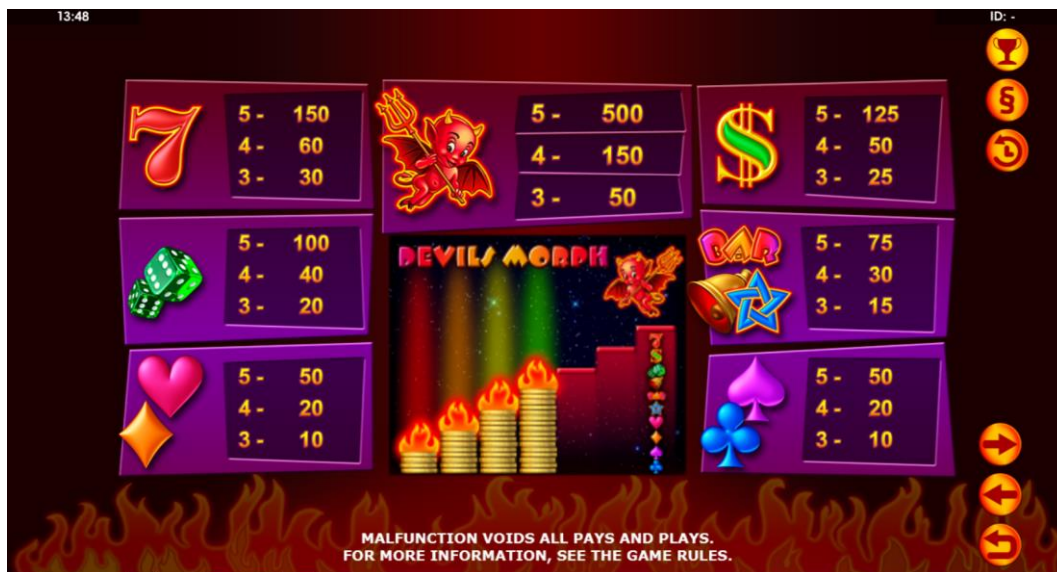 13:48
ID: -
7
5 - 150
4 - 60
3 - 30
5 - 500
4 - 150
3 - 50
$
5 - 125
4 - 50
3 - 25
5 - 100
4 - 40
3 - 20
DEVILS MORPH
7
$
BAR
5 - 75
4 - 30
3 - 15
5 - 50
4 - 20
3 - 10
5 - 50
4 - 20
3 - 10
§
MALFUNCTION VOIDS ALL PAYS AND PLAYS.
FOR MORE INFORMATION, SEE THE GAME RULES.